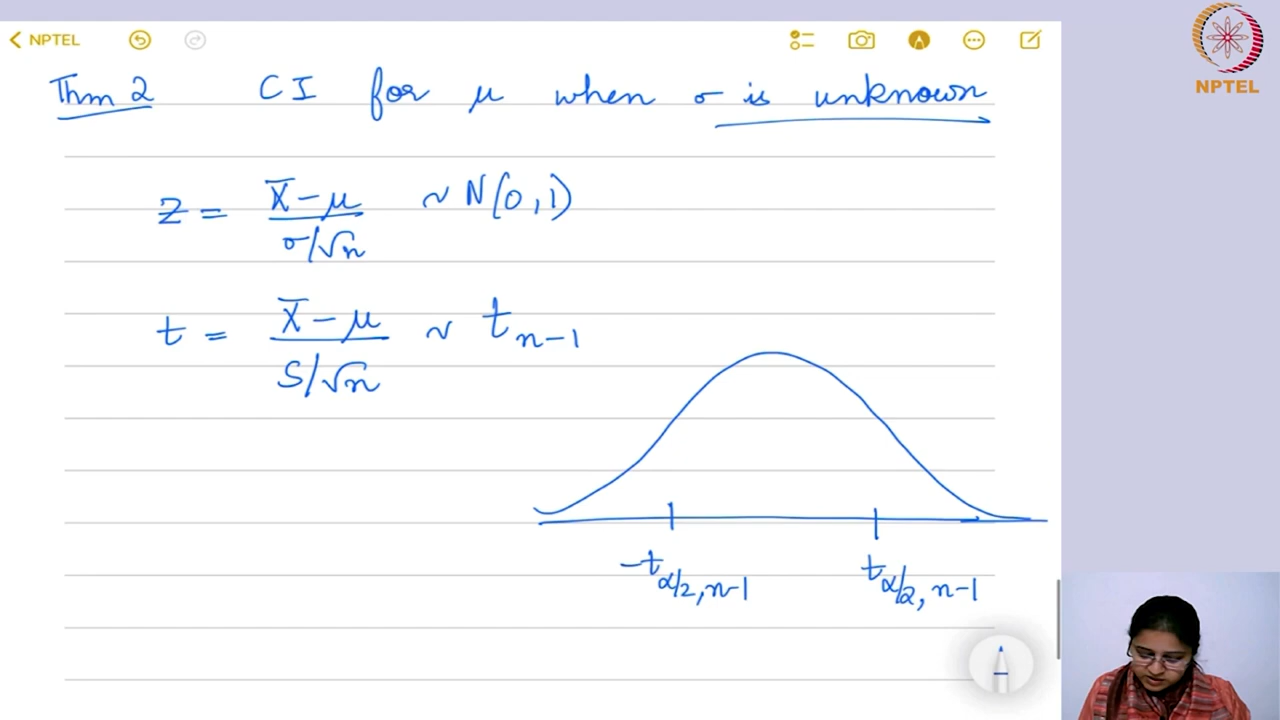 NPTEL
NPTEL
Thm 2 CI for μ when σ is unknown
Z = X̄ - μ / σ/√n ~ N(0,1)
t = X̄ - μ / S/√n ~ t_{n-1}
-t_{α/2, n-1} t_{α/2, n-1}